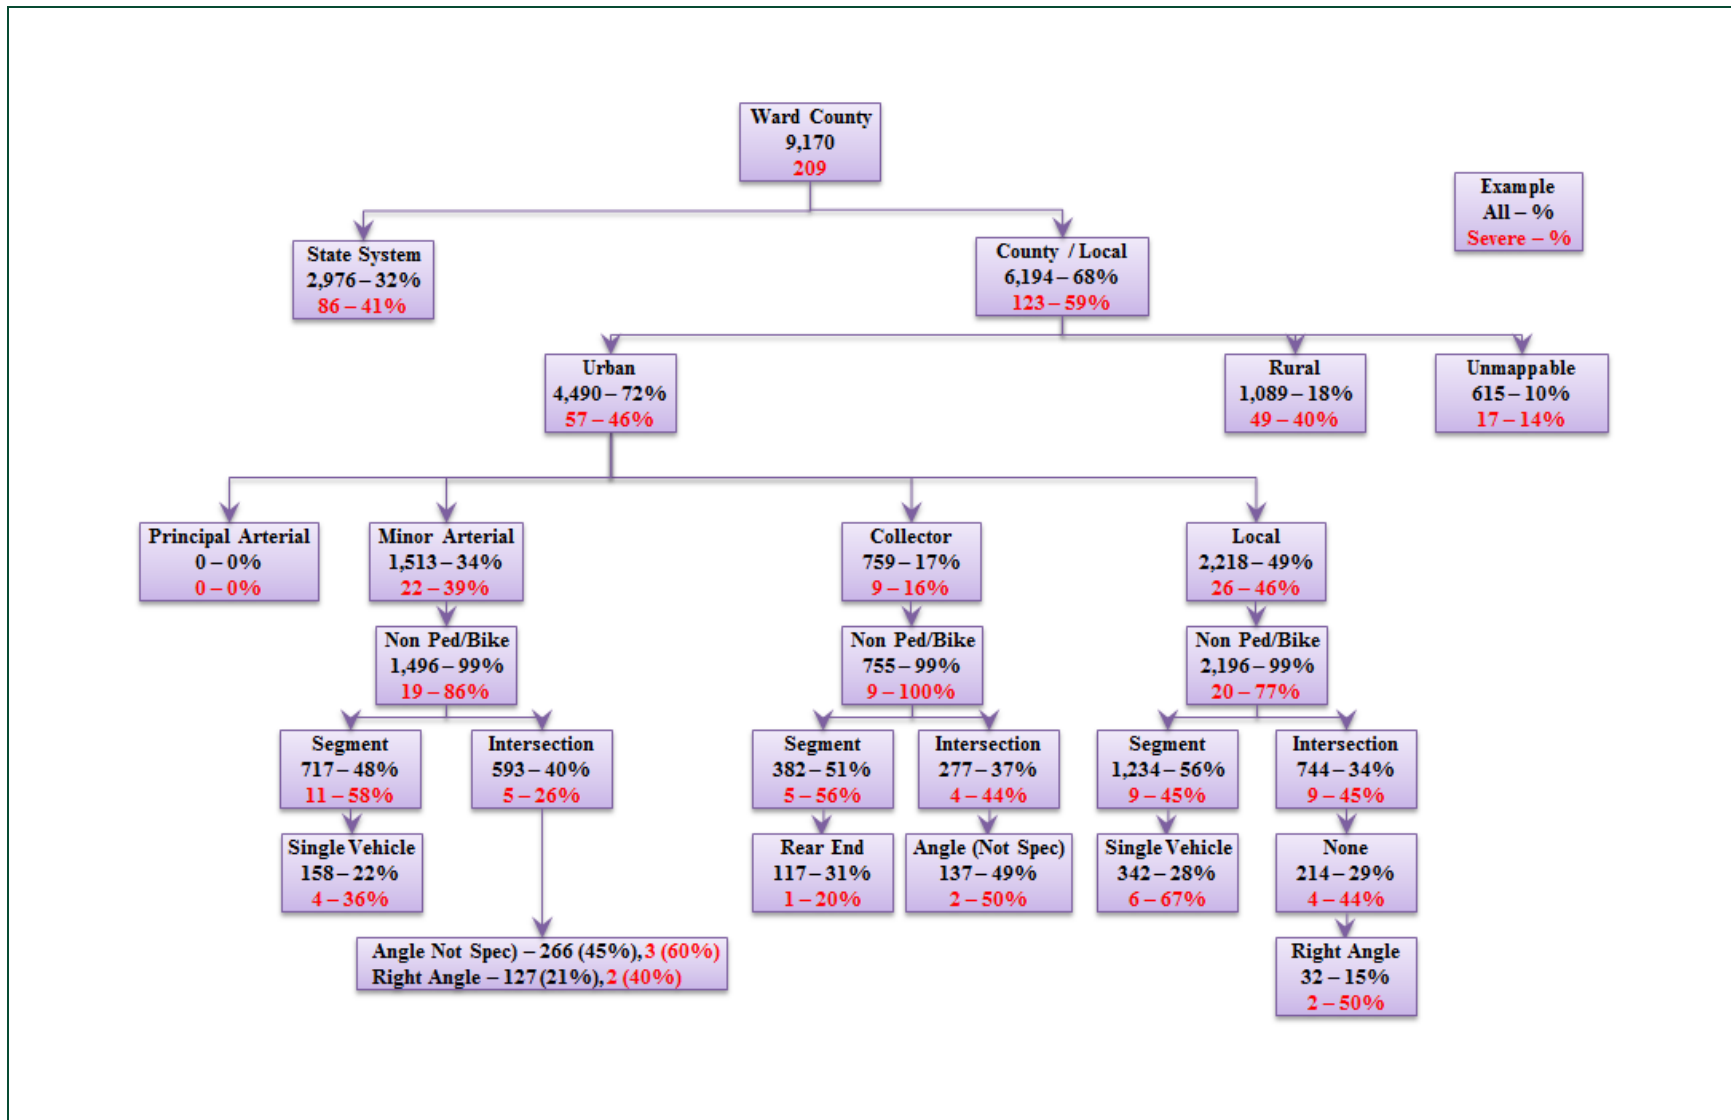 Ward County
9,170
209
Example
All – %
Severe – %
State System
2,976 – 32%
86 – 41%
County / Local
6,194 – 68%
123 – 59%
Urban
4,490 – 72%
57 – 46%
Rural
1,089 – 18%
49 – 40%
Unmappable
615 – 10%
17 – 14%
Principal Arterial
0 – 0%
0 – 0%
Minor Arterial
1,513 – 34%
22 – 39%
Collector
759 – 17%
9 – 16%
Local
2,218 – 49%
26 – 46%
Non Ped/Bike
1,496 – 99%
19 – 86%
Non Ped/Bike
755 – 99%
9 – 100%
Non Ped/Bike
2,196 – 99%
20 – 77%
Segment
717 – 48%
11 – 58%
Intersection
593 – 40%
5 – 26%
Segment
382 – 51%
5 – 56%
Intersection
277 – 37%
4 – 44%
Segment
1,234 – 56%
9 – 45%
Intersection
744 – 34%
9 – 45%
Single Vehicle
158 – 22%
4 – 36%
Rear End
117 – 31%
1 – 20%
Angle (Not Spec)
137 – 49%
2 – 50%
Single Vehicle
342 – 28%
6 – 67%
None
214 – 29%
4 – 44%
Angle Not Spec) – 266 (45%), 3 (60%)
Right Angle – 127 (21%), 2 (40%)
Right Angle
32 – 15%
2 – 50%